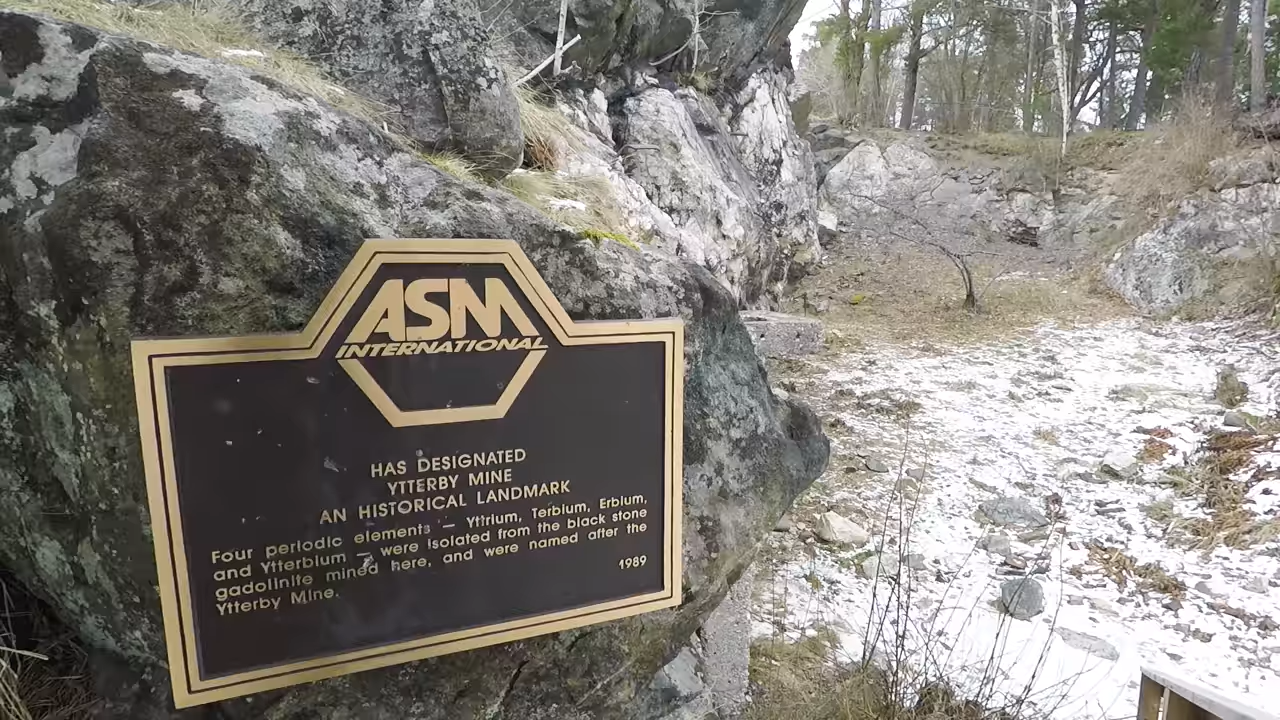 ASM
INTERNATIONAL
HAS DESIGNATED
YTTERBY MINE
AN HISTORICAL LANDMARK
Four periodic elements — Yttrium, Terbium, Erbium,
and Ytterbium — were isolated from the black stone
gadolinite mined here, and were named after the
Ytterby Mine.
1989